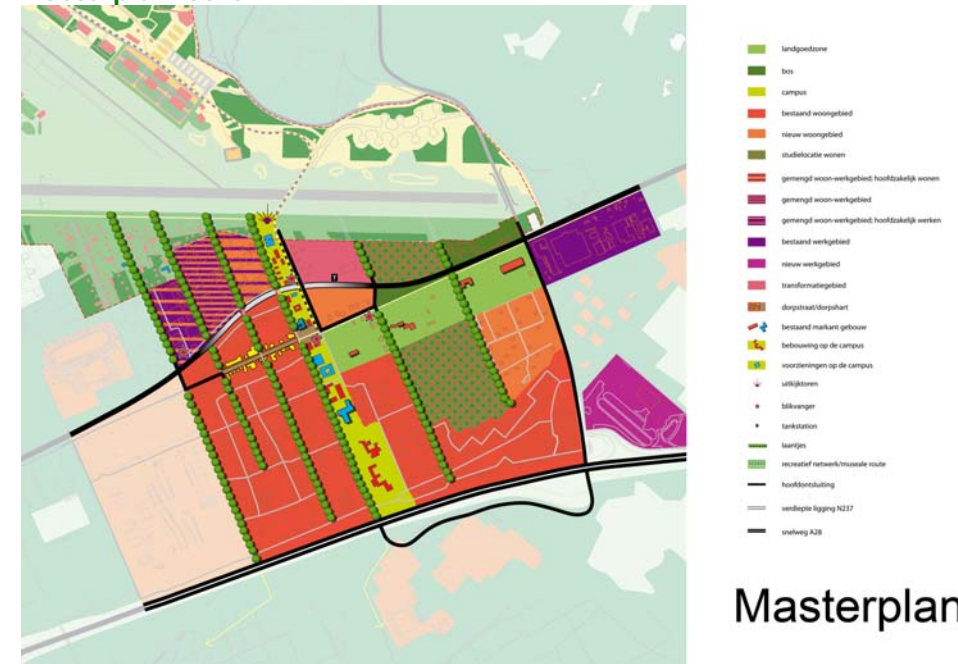 landgoedzone
bos
campus
bestaand woongebied
nieuw woongebied
studielocatie wonen
gemengd woon-werkgebied; hoofdzakelijk wonen
gemengd woon-werkgebied
gemengd woon-werkgebied; hoofdzakelijk werken
bestaand werkgebied
nieuw werkgebied
transformatiegebied
dorpstraat/dorpshart
bestaand markant gebouw
bebouwing op de campus
voorzieningen op de campus
uitkijktoren
blikvanger
tankstation
laantjes
recreatief netwerk/museale route
hoofdontsluiting
verdiepte ligging N237
snelweg A28
Masterplan